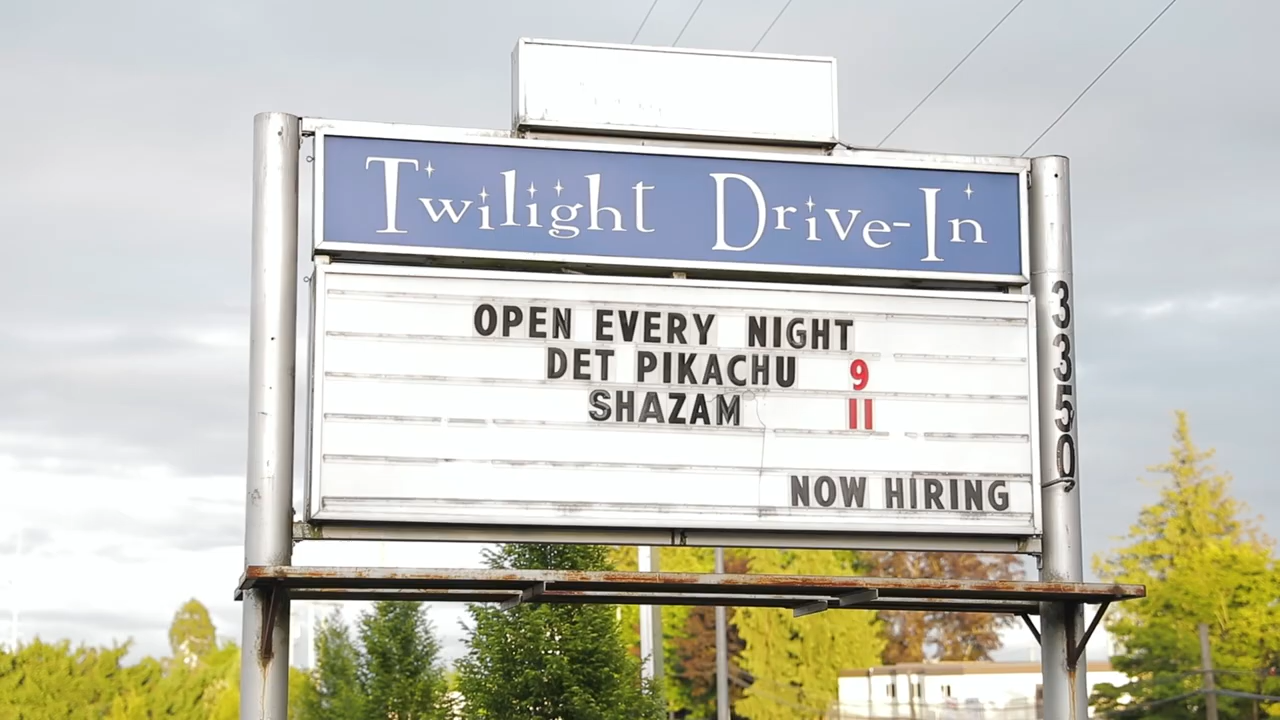 Twilight Drive-In
OPEN EVERY NIGHT
DET PIKACHU 9
SHAZAM 11
NOW HIRING
3350